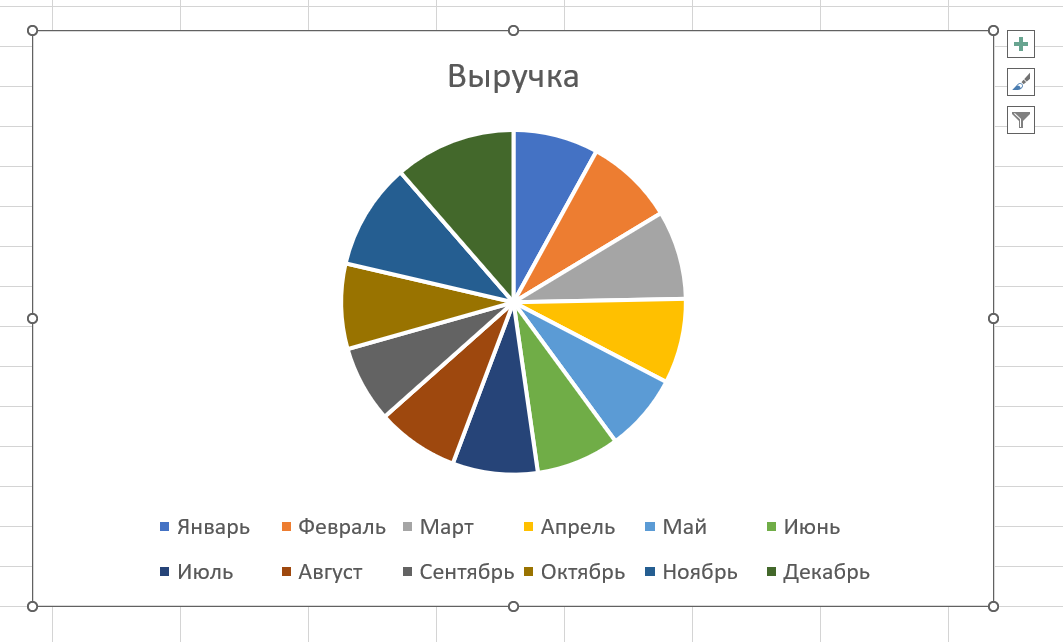 Выручка
Январь Февраль Март Апрель Май Июнь
Июль Август Сентябрь Октябрь Ноябрь Декабрь